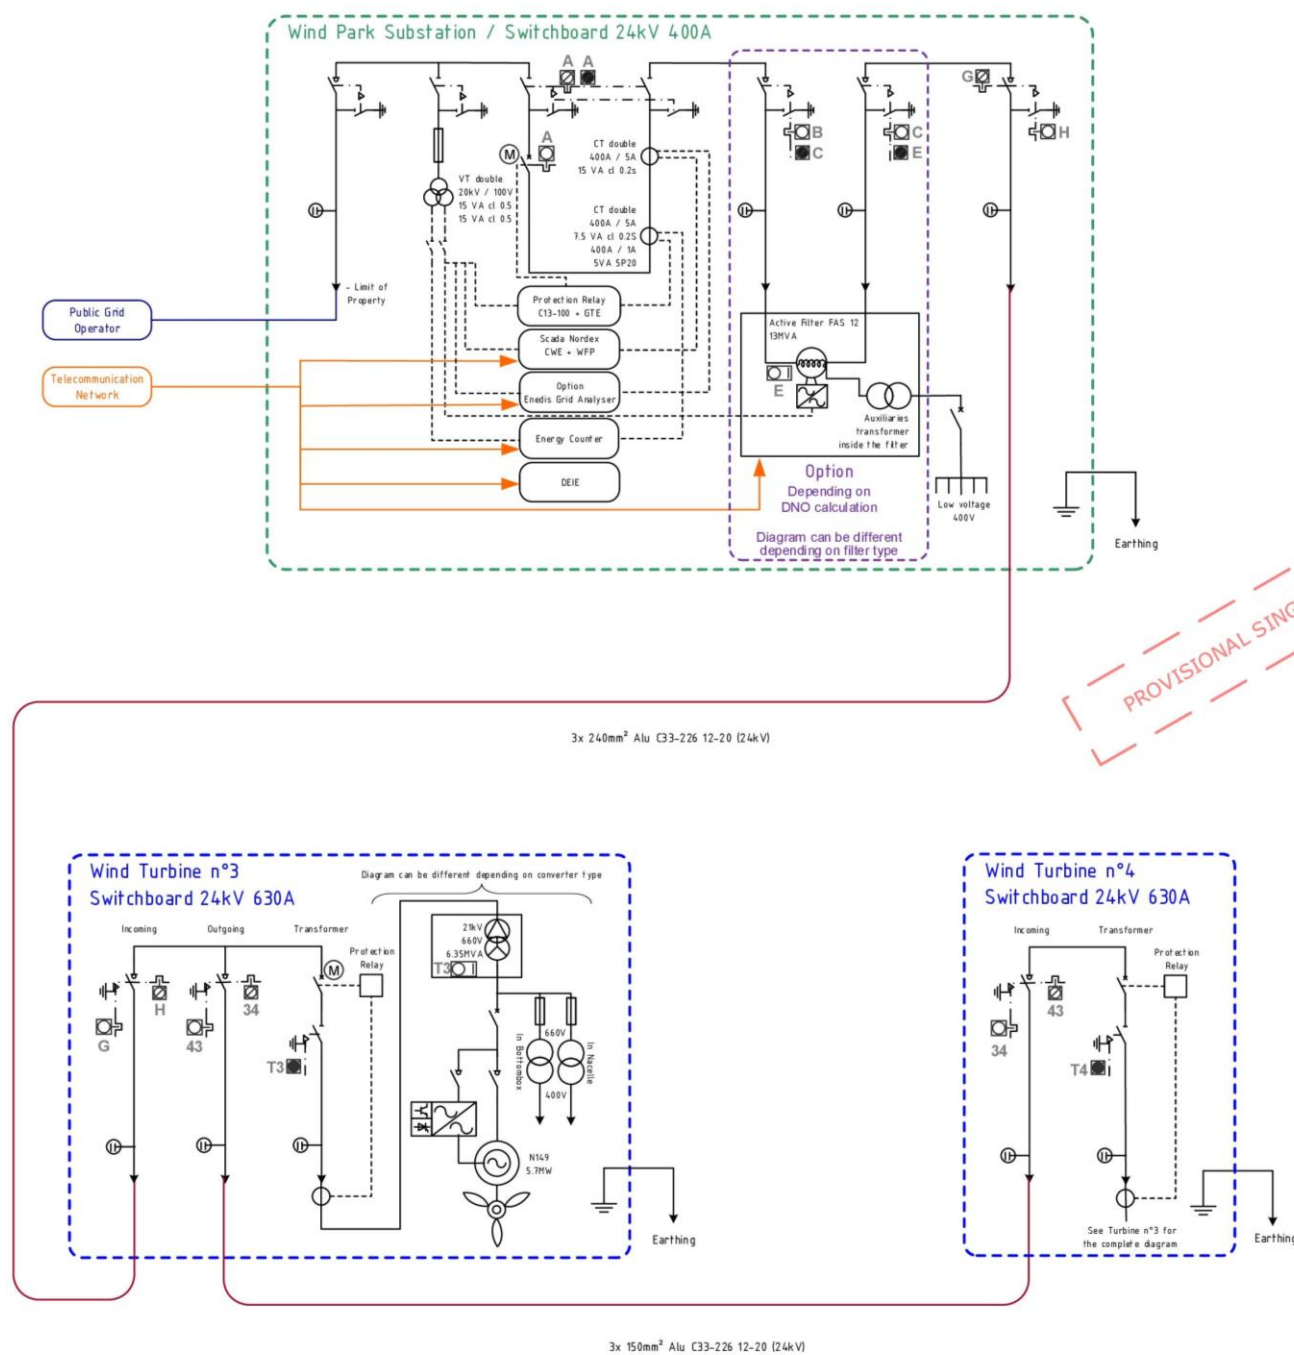 Wind Park Substation / Switchboard 24kV 400A
A A
G
B
C
C
E
H
A
M
CT double
400A / 5A
15 VA cl 0.2s
VT double
20kV / 100V
15 VA cl 0.5
15 VA cl 0.5
CT double
400A / 5A
7.5 VA cl 0.2S
400A / 1A
5VA 5P20
- Limit of
Property
Public Grid
Operator
Telecommunication
Network
Protection Relay
C13-100 + GTE
Scada Nordex
CWE + WFP
Option
Enedis Grid Analyser
Energy Counter
DEIE
Active Filter FAS 12
13MVA
E
Auxiliaries
transformer
inside the filter
Option
Depending on
DNO calculation
Diagram can be different
depending on filter type
Low voltage
400V
Earthing
PROVISIONAL SING
3x 240mm² Alu C33-226 12-20 (24kV)
Wind Turbine n°3
Switchboard 24kV 630A
Diagram can be different depending on converter type
Incoming
Outgoing
Transformer
Protection
Relay
M
H
G
34
43
T3
21kV
660V
6.35MVA
T3
660V
400V
In Bottombox
In Nacelle
N149
5.7MW
Earthing
Wind Turbine n°4
Switchboard 24kV 630A
Incoming
Transformer
Protection
Relay
43
34
T4
See Turbine n°3 for
the complete diagram
Earthing
3x 150mm² Alu C33-226 12-20 (24kV)